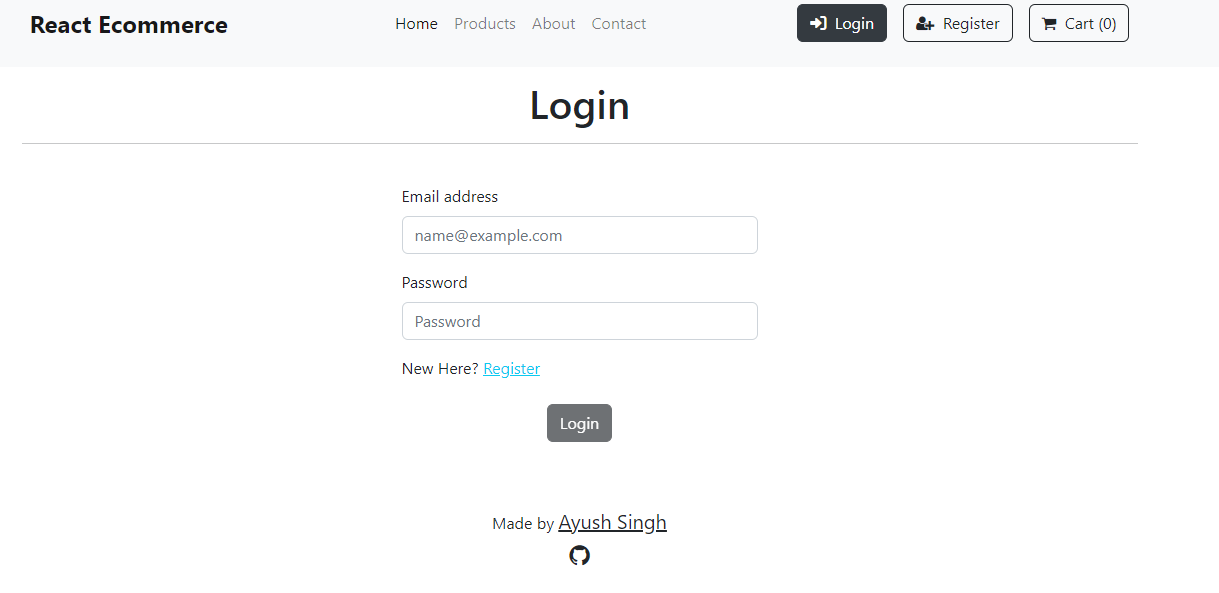 React Ecommerce Home Products About Contact Login Register Cart (0)
Login
Email address
name@example.com
Password
Password
New Here? Register
Login
Made by Ayush Singh